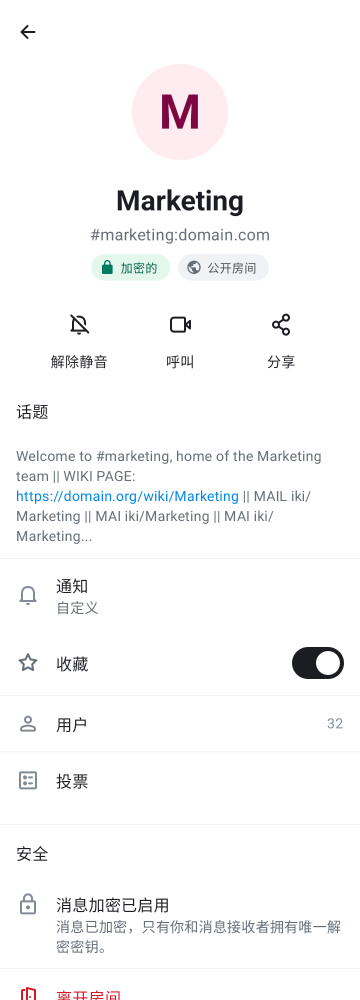 M
Marketing
#marketing:domain.com
加密的 公开房间
解除静音 呼叫 分享
话题
Welcome to #marketing, home of the Marketing
team || WIKI PAGE:
https://domain.org/wiki/Marketing || MAIL iki/
Marketing || MAI iki/Marketing || MAI iki/
Marketing...
通知
自定义
收藏
用户 32
投票
安全
消息加密已启用
消息已加密，只有你和消息接收者拥有唯一解
密密钥。
离开房间